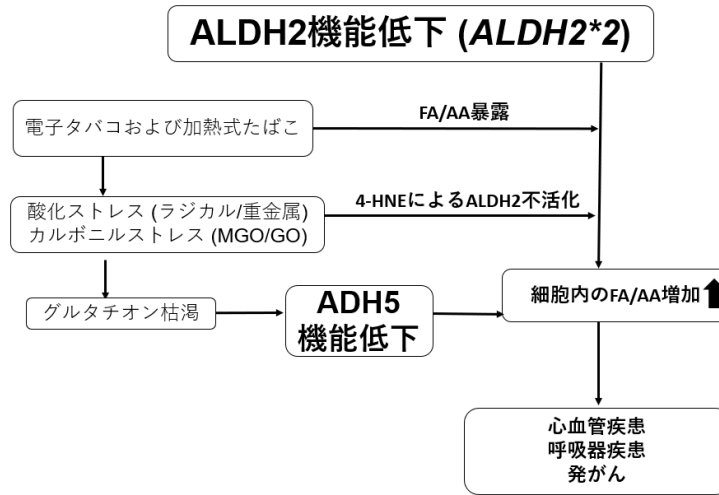 ALDH2機能低下 (ALDH2*2)
電子タバコおよび加熱式たばこ
FA/AA暴露
酸化ストレス (ラジカル/重金属)
カルボニルストレス (MGO/GO)
4-HNEによるALDH2不活化
グルタチオン枯渇
ADH5
機能低下
細胞内のFA/AA増加
心血管疾患
呼吸器疾患
発がん